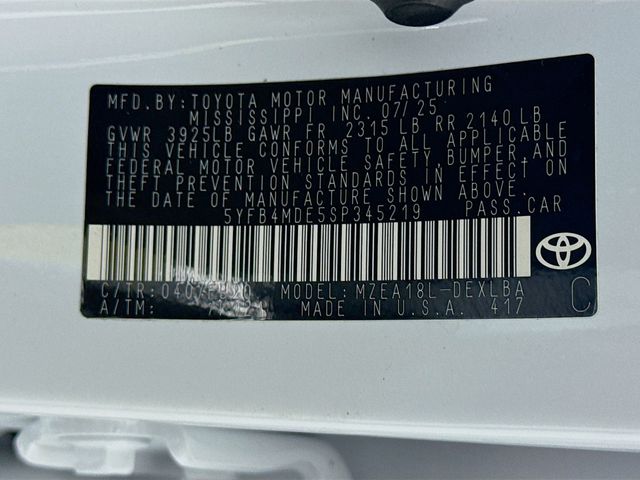 MFD. BY: TOYOTA MOTOR MANUFACTURING
MISSISSIPPI INC. 07/25
GVWR 3925LB GAWR FR 2315 LB RR 2140 LB
THIS VEHICLE CONFORMS TO ALL APPLICABLE
FEDERAL MOTOR VEHICLE SAFETY, BUMPER, AND
THEFT PREVENTION STANDARDS IN EFFECT ON
THE DATE OF MANUFACTURE SHOWN ABOVE.
5YFB4MDE5SP345219 PASS. CAR
C/TR: MODEL: MZEA18L-DEXLBA
A/TM: MADE IN U.S.A. 417
C